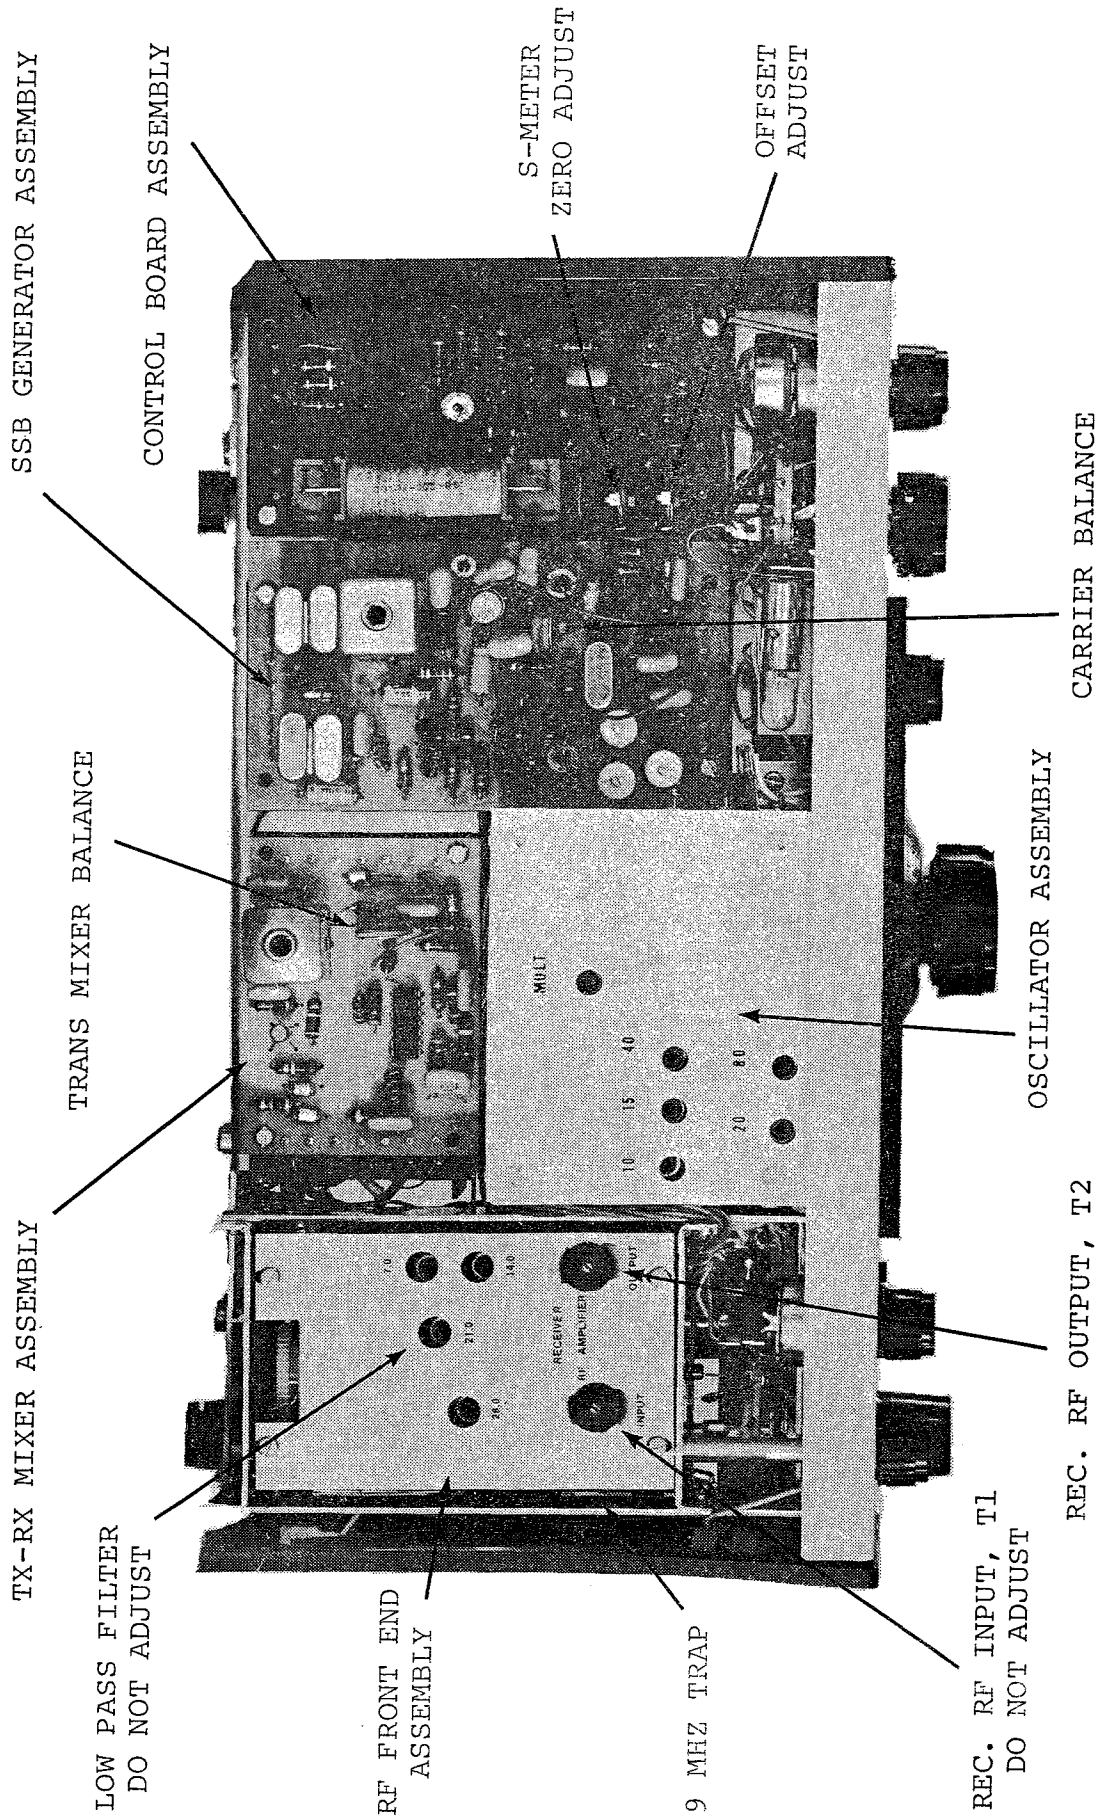 SSB GENERATOR ASSEMBLY
CONTROL BOARD ASSEMBLY
TRANS MIXER BALANCE
TX-RX MIXER ASSEMBLY
LOW PASS FILTER
DO NOT ADJUST
RF FRONT END
ASSEMBLY
9 MHZ TRAP
REC. RF INPUT, T1
DO NOT ADJUST
REC. RF OUTPUT, T2
OSCILLATOR ASSEMBLY
CARRIER BALANCE
S-METER
ZERO ADJUST
OFFSET
ADJUST
7.0
14.0
21.0
28.0
RECEIVER
RF AMPLIFIER
INPUT
OUTPUT
MULT
10
15
40
20
80